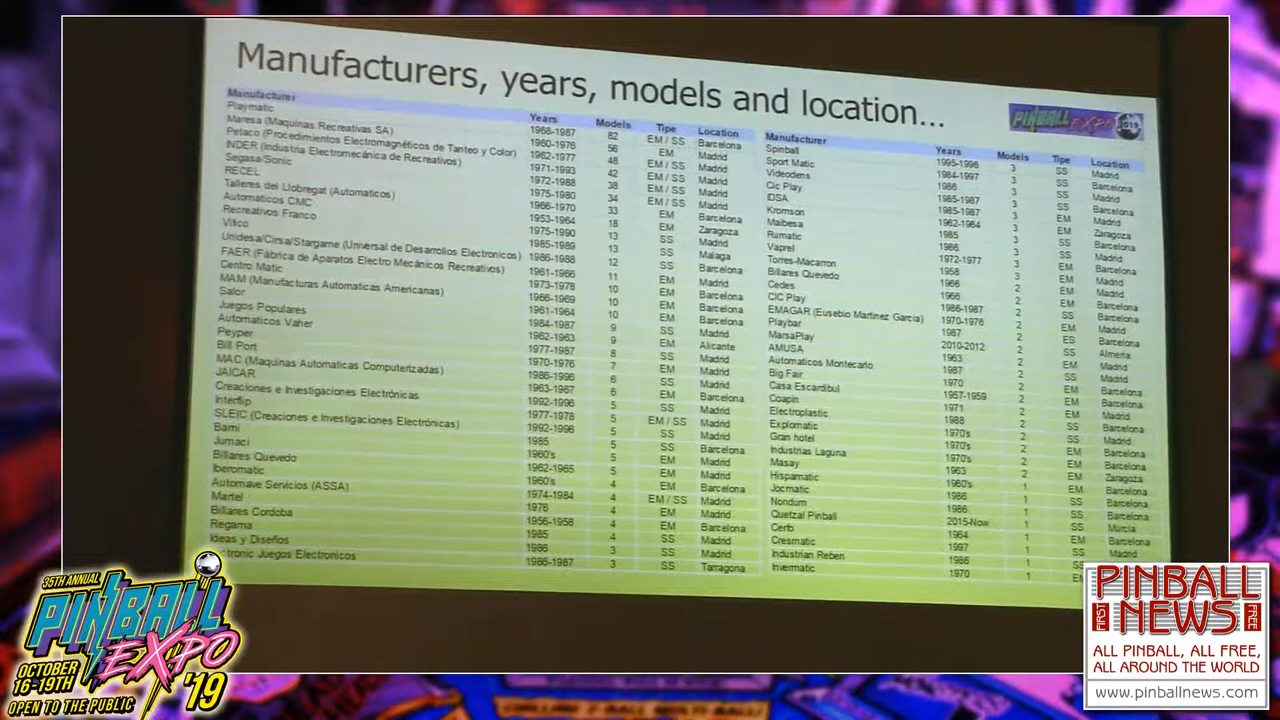 Manufacturers, years, models and location...
PINBALL EXPO 2019
Manufacturer Years Models Tipe Location
Playmatic 1968-1987 82 EM / SS Barcelona
Maresa (Maquinas Recreativas SA) 1960-1976 56 EM Madrid
Petaco (Procedimientos Electromagnéticos de Tanteo y Color) 1962-1977 48 EM / SS Madrid
INDER (Industria Electromecánica de Recreativos) 1971-1993 42 EM / SS Madrid
Segasa/Sonic 1972-1988 38 EM / SS Madrid
RECEL 1975-1980 34 EM / SS Madrid
Talleres del Llobregat (Automaticos) 1966-1970 33 EM Barcelona
Automaticos CMC 1953-1964 18 EM Zaragoza
Recreativos Franco 1975-1990 13 SS Madrid
Vifico 1985-1989 13 SS Malaga
Unidesa/Cirsa/Stargame (Universal de Desarrollos Electronicos) 1986-1988 12 SS Barcelona
FAER (Fábrica de Aparatos Electro Mecánicos Recreativos) 1961-1966 11 EM Madrid
Centro Matic 1973-1978 10 EM Barcelona
MAM (Manufacturas Automaticas Americanas) 1966-1969 10 EM Barcelona
Salor 1961-1964 10 EM Barcelona
Juegos Populares 1984-1987 9 SS Madrid
Automaticos Vaher 1962-1963 9 EM Alicante
Peyper 1977-1987 8 SS Madrid
Bill Port 1970-1976 7 EM Madrid
MAC (Maquinas Automaticas Computerizadas) 1986-1996 6 SS Madrid
JAICAR 1963-1967 6 EM Barcelona
Creaciones e Investigaciones Electrónicas 1992-1996 5 SS Madrid
Interflip 1977-1978 5 EM / SS Madrid
SLEIC (Creaciones e Investigaciones Electrónicas) 1992-1996 5 SS Madrid
Bami 1985 5 SS Barcelona
Jumaci 1960's 5 EM Madrid
Billares Quevedo 1962-1965 4 EM Madrid
Iberomatic 1960's 4 EM Barcelona
Automave Servicios (ASSA) 1974-1984 4 EM / SS Madrid
Martel 1976 4 EM Madrid
Billares Cordoba 1956-1958 4 EM Barcelona
Regama 1985 SS Madrid
Ideas y Diseños 1986 3 SS Madrid
Juegos Electronicos 1986-1987 3 SS Tarragona
Manufacturer Years Models Tipe Location
Spinball 1995-1996 3 SS Madrid
Sport Matic 1984-1997 3 SS Barcelona
Videodens 1986 3 SS Madrid
Cic Play 1985-1987 3 Barcelona
IDSA 1985-1987 3 Madrid
Kromson 1962-1964 3 EM Zaragoza
Maibesa 1985 3 SS Barcelona
Rumatic 1966 3 Madrid
Vaprel 1972-1977 3 Barcelona
Torres-Macarron 1958 EM Madrid
Billares Quevedo 1966 2 EM Madrid
Cedes 1966 2 EM Barcelona
CIC Play 1986-1987 2 SS Barcelona
EMAGAR (Eusebio Martinez Garcia) 1970-1976 2 EM Madrid
Playbar 1987 2 ES Barcelona
MarsaPlay 2010-2012 2 SS Almeria
AMUSA 1963 2 EM Madrid
Automaticos Montecarlo 1987 2 SS Madrid
Big Fair 1970 2 EM Barcelona
Casa Escardibul 1957-1959 2 EM Barcelona
Coapin 1971 2 EM Madrid
Electroplastic 1988 2 SS Barcelona
Explomatic 1970's 2 SS Madrid
Gran hotel 1970's 2 EM Barcelona
Industrias Laguna 1970's 2 EM Barcelona
Masay 1963 2 EM Zaragoza
Hispamatic 1960's 1 EM Barcelona
Jocmatic 1986 1 SS Barcelona
Nondum 1986 1 SS Barcelona
Quetzal Pinball 2015-Now 1 SS Murcia
Cerb 1964 1 EM Barcelona
Cresmatic 1997 1 SS Madrid
Industrian Reben 1986 1
Invermatic 1970 1
35TH ANNUAL
PINBALL
EXPO
OCTOBER
16-19TH
'19
OPEN TO THE PUBLIC
PINBALL
FIRST NEWS FREE
ALL PINBALL, ALL FREE,
ALL AROUND THE WORLD
www.pinballnews.com